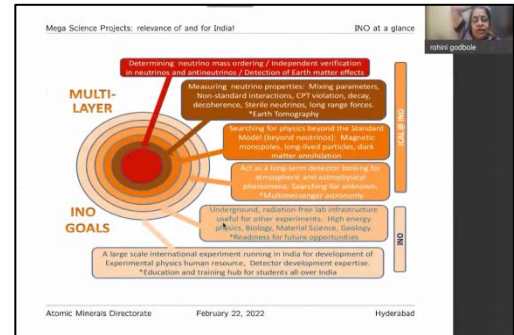 Mega Science Projects: relevance of and for India!
INO at a glance
rohini godbole
Determining neutrino mass ordering / Independent verification
in neutrinos and antineutrinos / Detection of Earth matter effects
MULTI-
LAYER
Measuring neutrino properties: Mixing parameters,
Non-standard interactions, CPT violation, decay,
decoherence, Sterile neutrinos, long range forces.
*Earth Tomography
Searching for physics beyond the Standard
Model (beyond neutrinos): Magnetic
monopoles, long-lived particles, dark
matter annihilation
Act as a long-term detector looking for
atmospheric and astrophysical
phenomena: Searching for unknown,
*Multimessenger astronomy
ICAL@ INO
INO
GOALS
Underground, radiation-free lab infrastructure
useful for other experiments: High energy
physics, Biology, Material Science, Geology.
*Readiness for future opportunities
A large scale international experiment running in India for development of
Experimental physics human resource, Detector development expertise.
*Education and training hub for students all over India
INO
Atomic Minerals Directorate
February 22, 2022
Hyderabad